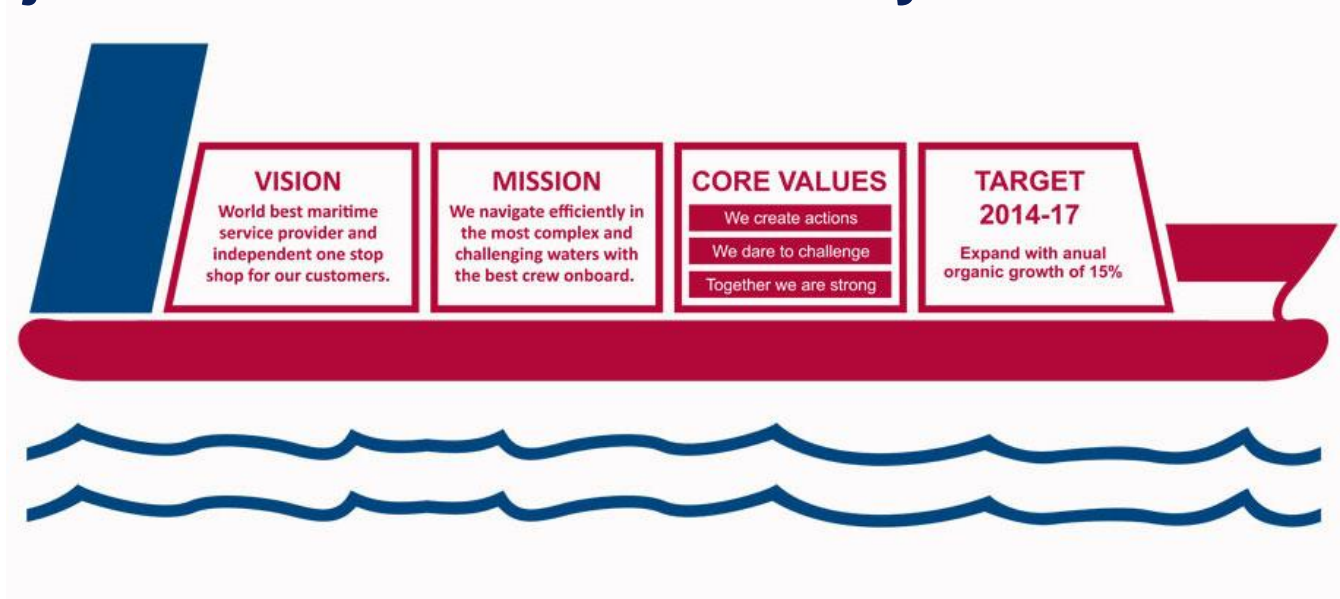 VISION
World best maritime
service provider and
independent one stop
shop for our customers.
MISSION
We navigate efficiently in
the most complex and
challenging waters with
the best crew onboard.
CORE VALUES
We create actions
We dare to challenge
Together we are strong
TARGET
2014-17
Expand with anual
organic growth of 15%